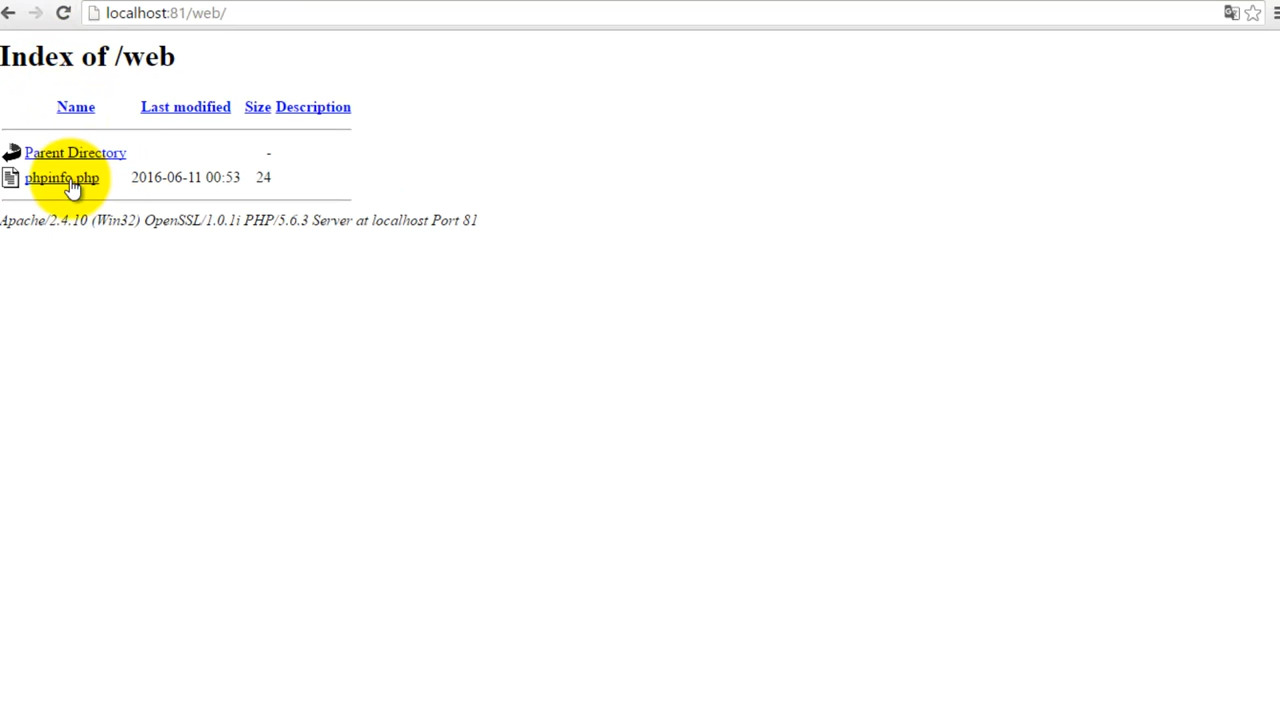 localhost:81/web/
Index of /web
Name Last modified Size Description
Parent Directory -
phpinfo.php 2016-06-11 00:53 24
Apache/2.4.10 (Win32) OpenSSL/1.0.1i PHP/5.6.3 Server at localhost Port 81